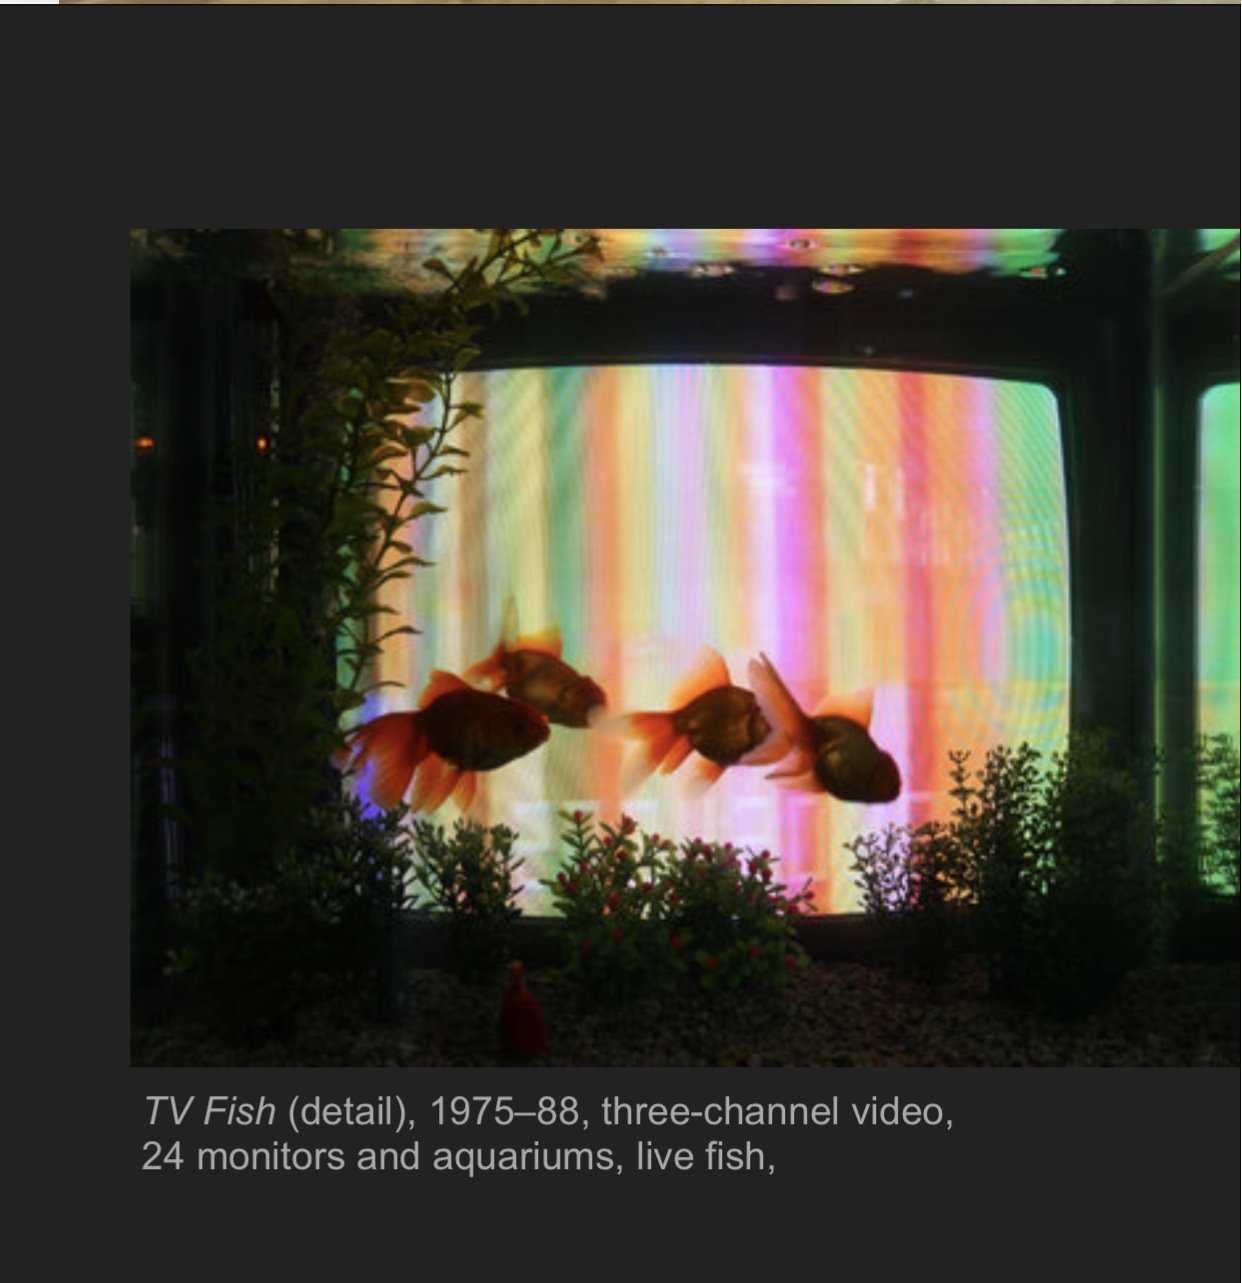 TV Fish (detail), 1975–88, three-channel video,
24 monitors and aquariums, live fish,